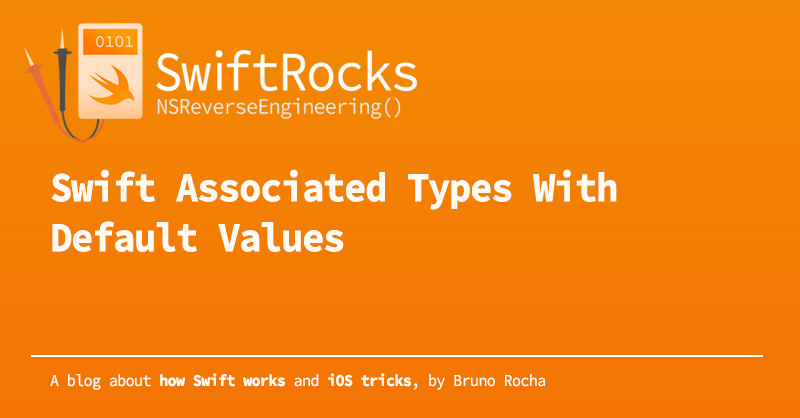 0101
SwiftRocks
NSReverseEngineering()
Swift Associated Types With
Default Values
A blog about how Swift works and iOS tricks, by Bruno Rocha